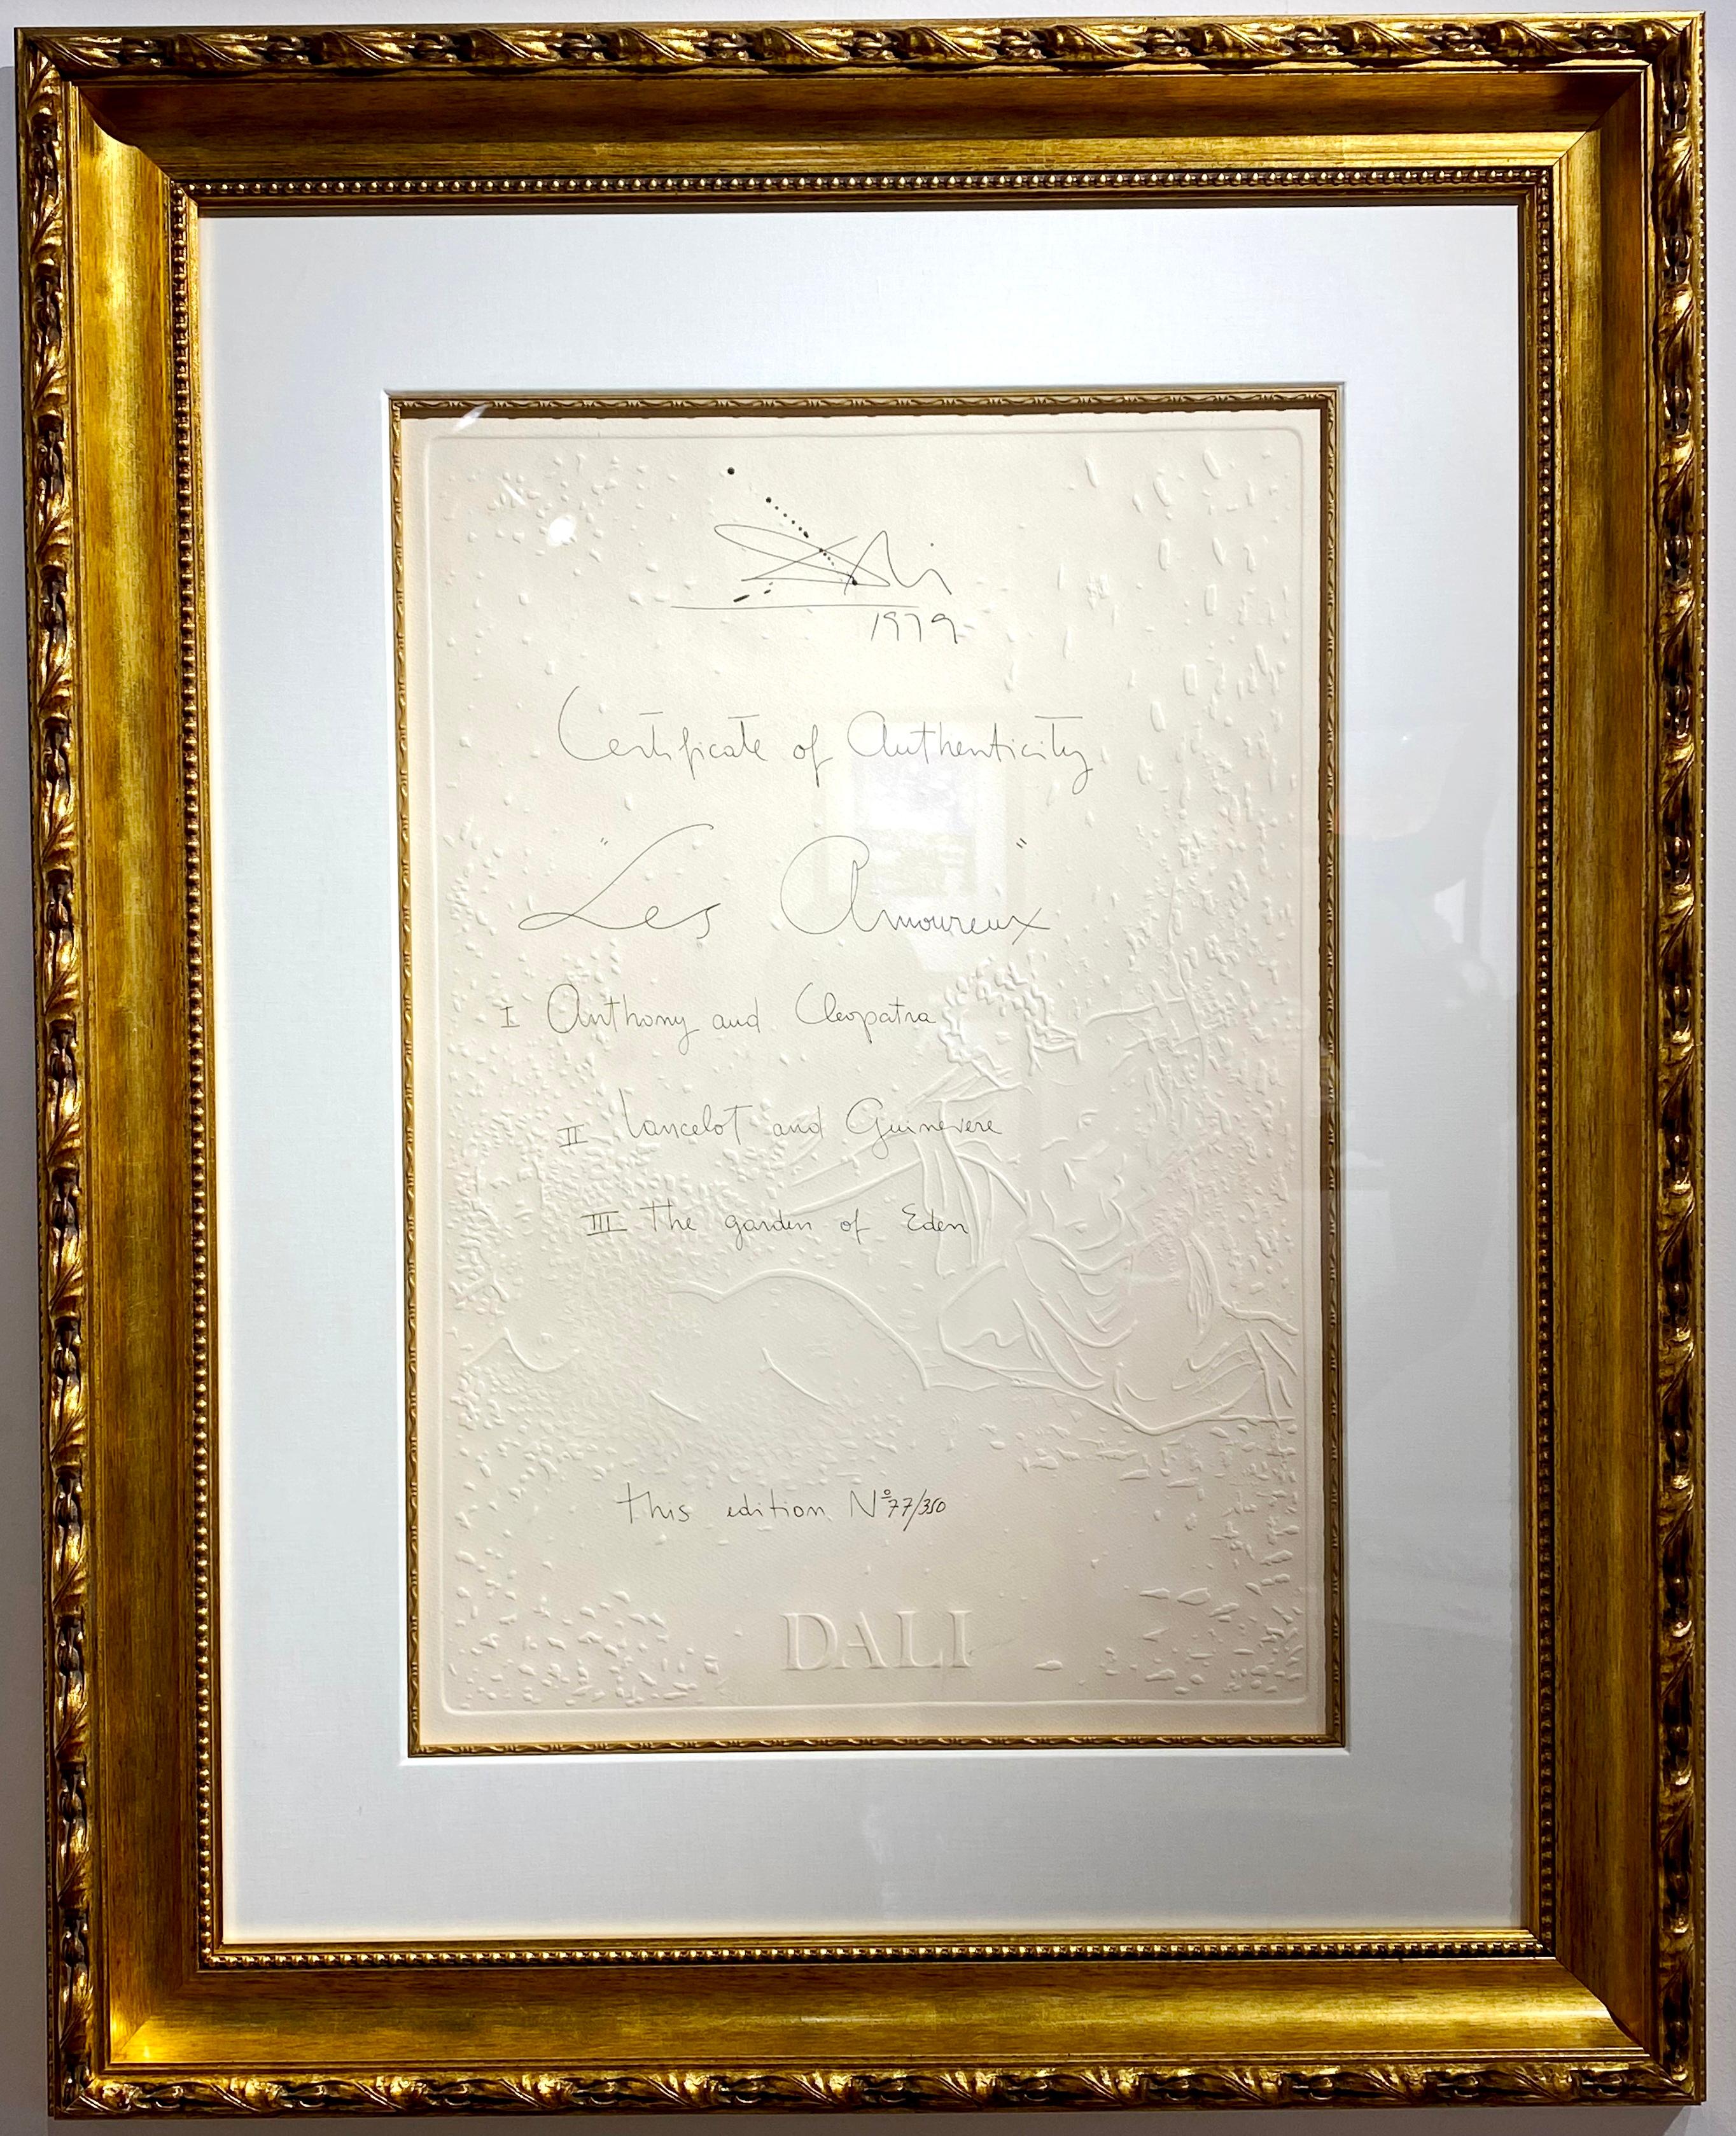 Dali
1979
Certificate of Authenticity
"Les Amoureux"
I Anthony and Cleopatra
II Lancelot and Guinevere
III The garden of Eden
This edition Nº 77/350
DALI